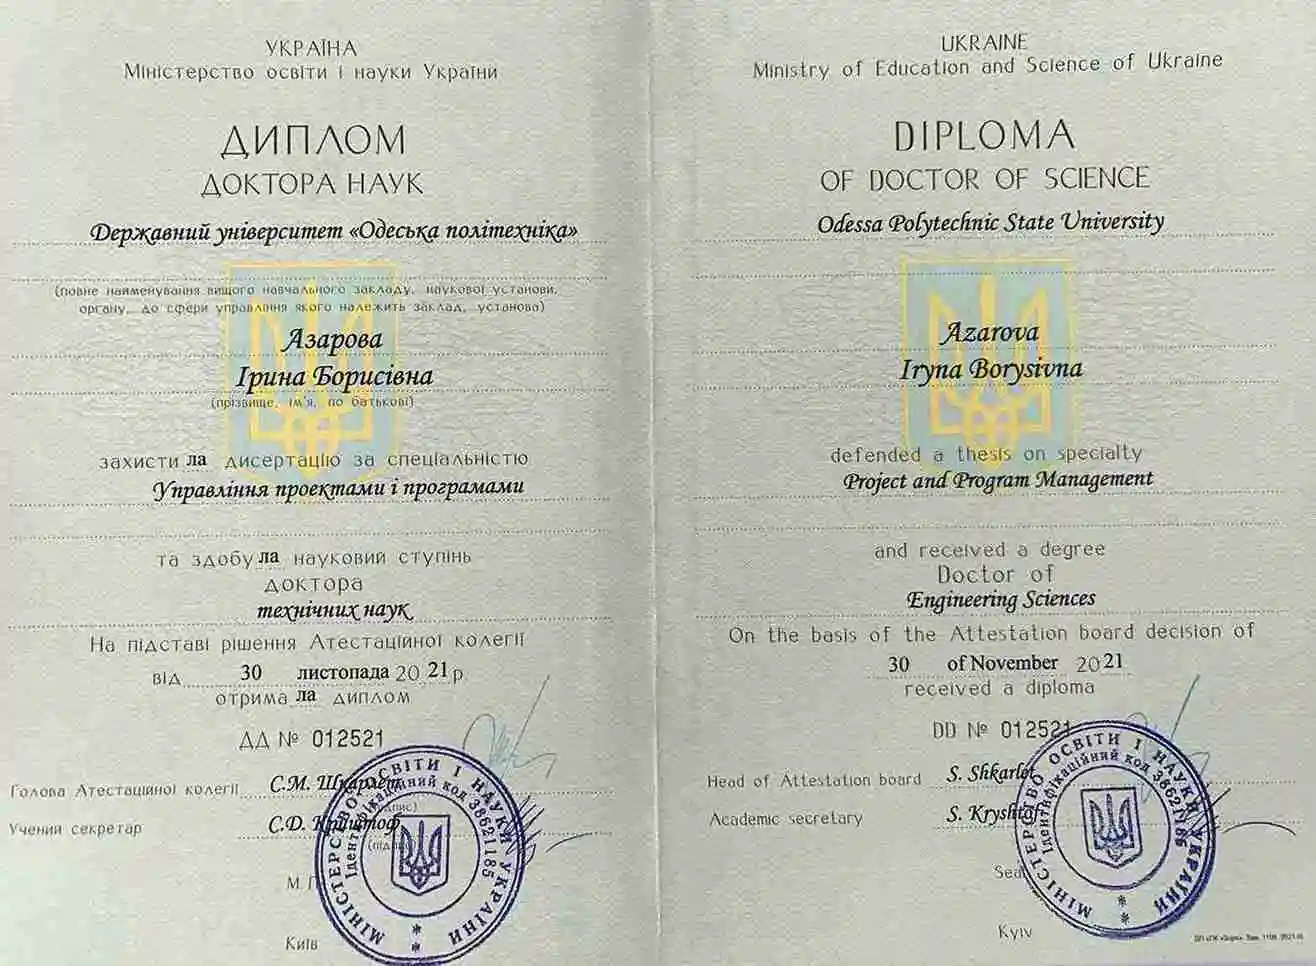 УКРАЇНА
Міністерство освіти і науки України
ДИПЛОМ
ДОКТОРА НАУК
Державний університет «Одеська політехніка»
(повне найменування вищого навчального закладу, наукової установи,
органу, до сфери управління якого належить заклад, установа)
Азарова
Ірина Борисівна
(прізвище, ім'я, по батькові)
захистила дисертацію за спеціальністю
Управління проектами і програмами
та здобула науковий ступінь
доктора
технічних наук
На підставі рішення Атестаційної колегії
від 30 листопада 2021 р
отримала диплом
ДД № 012521
Голова Атестаційної колегії С.М. Шкарлет
Учений секретар С.Д. Криштоф
Київ
МІНІСТЕРСТВО ОСВІТИ І НАУКИ УКРАЇНИ
Ідентифікаційний код 38621185
UKRAINE
Ministry of Education and Science of Ukraine
DIPLOMA
OF DOCTOR OF SCIENCE
Odessa Polytechnic State University
Azarova
Iryna Borysivna
defended a thesis on specialty
Project and Program Management
and received a degree
Doctor of
Engineering Sciences
On the basis of the Attestation board decision of
30 of November 2021
received a diploma
DD № 012521
Head of Attestation board S. Shkarlet
Academic secretary S. Kryshtof
Seal
Kyiv
МІНІСТЕРСТВО ОСВІТИ І НАУКИ УКРАЇНИ
Ідентифікаційний код